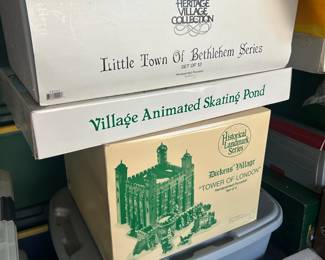 HERITAGE
VILLAGE
COLLECTION
Little Town Of Bethlehem Series
SET OF 12
Village Animated Skating Pond
Historical
Landmark
Series
Dickens' Village
"TOWER OF LONDON"